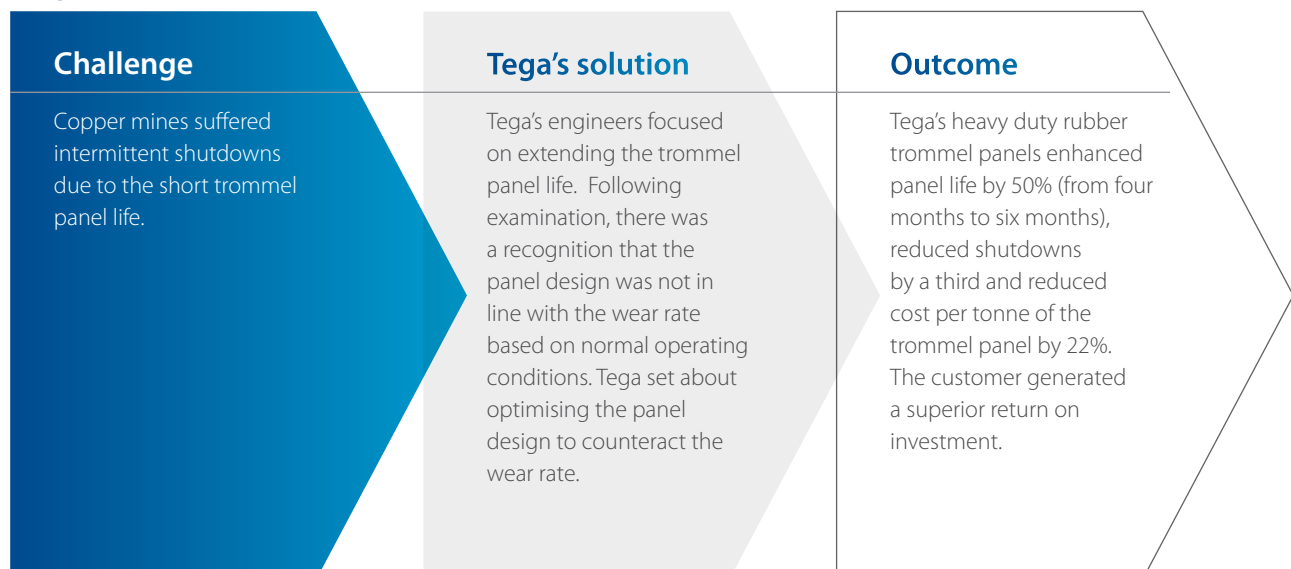 Challenge
Copper mines suffered
intermittent shutdowns
due to the short trommel
panel life.
Tega's solution
Tega's engineers focused
on extending the trommel
panel life.  Following
examination, there was
a recognition that the
panel design was not in
line with the wear rate
based on normal operating
conditions. Tega set about
optimising the panel
design to counteract the
wear rate.
Outcome
Tega's heavy duty rubber
trommel panels enhanced
panel life by 50% (from four
months to six months),
reduced shutdowns
by a third and reduced
cost per tonne of the
trommel panel by 22%.
The customer generated
a superior return on
investment.